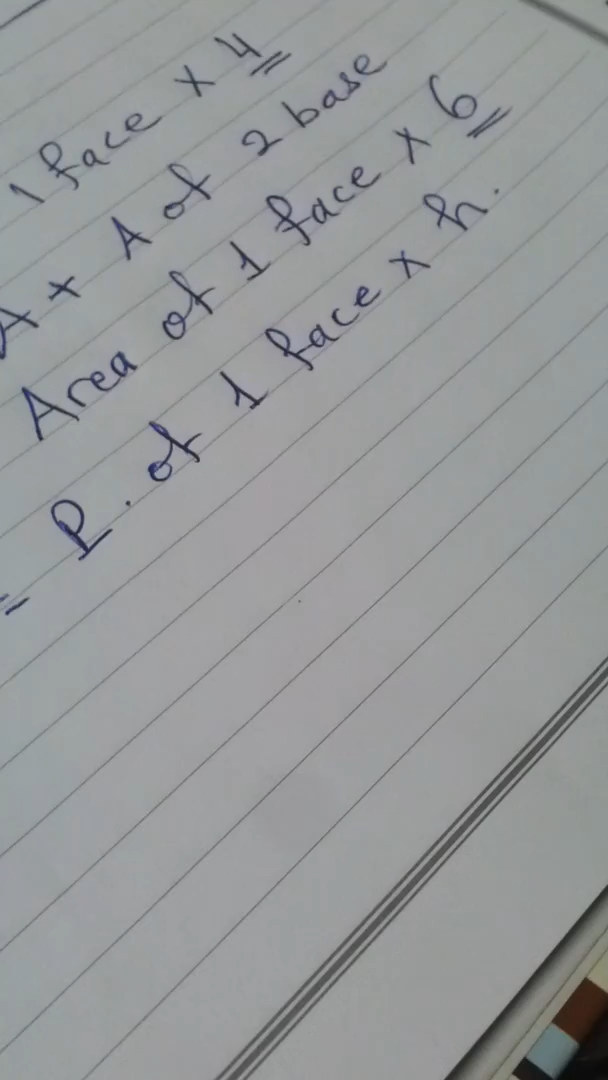 1 face × 4
A + A of 2 base
Area of 1 face × 6
= P. of 1 face × h.